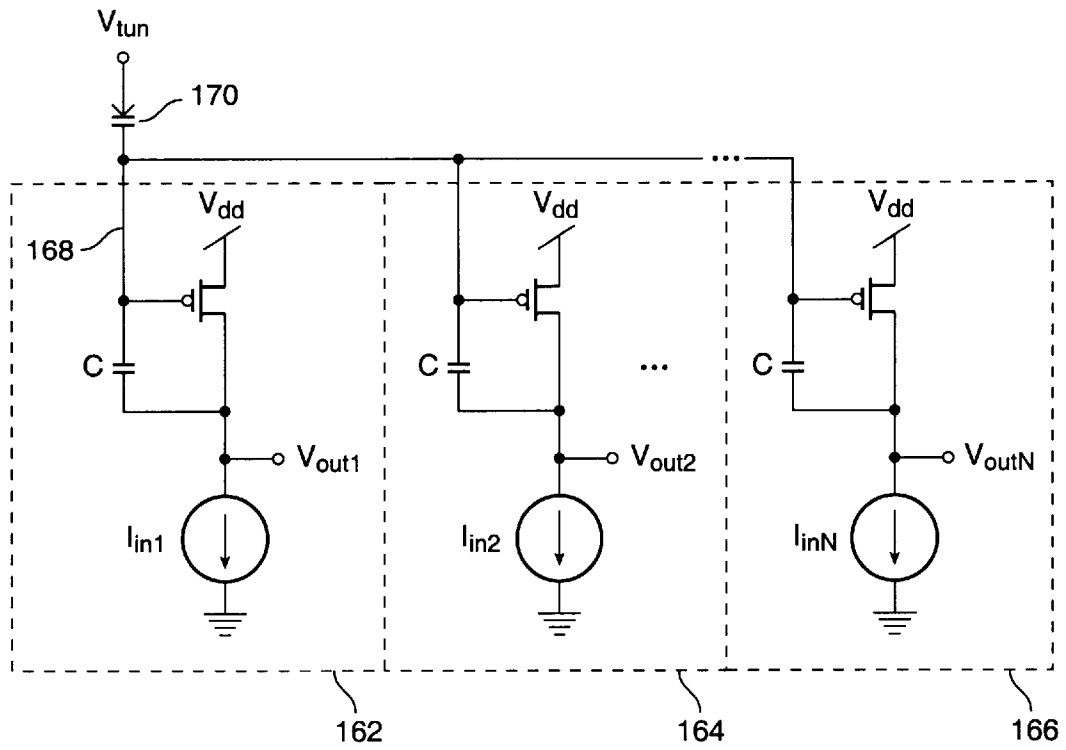 Vtun
170
...
Vdd
Vdd
Vdd
168
C
C
...
C
Vout1
Vout2
VoutN
Iin1
Iin2
IinN
162
164
166